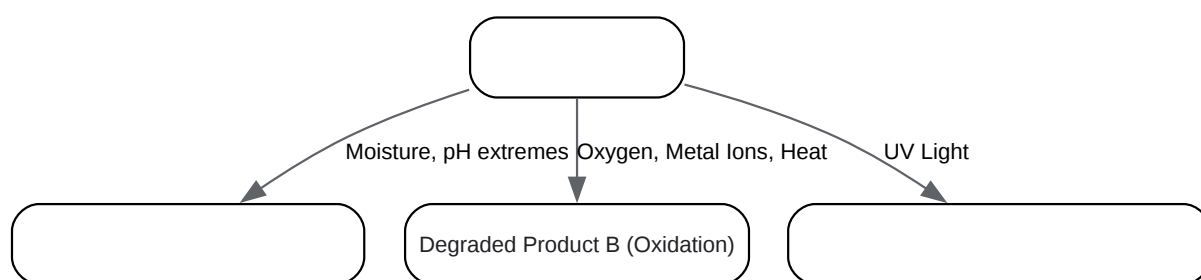 Moisture, pH extremes
Oxygen, Metal Ions, Heat
UV Light
Degraded Product B (Oxidation)